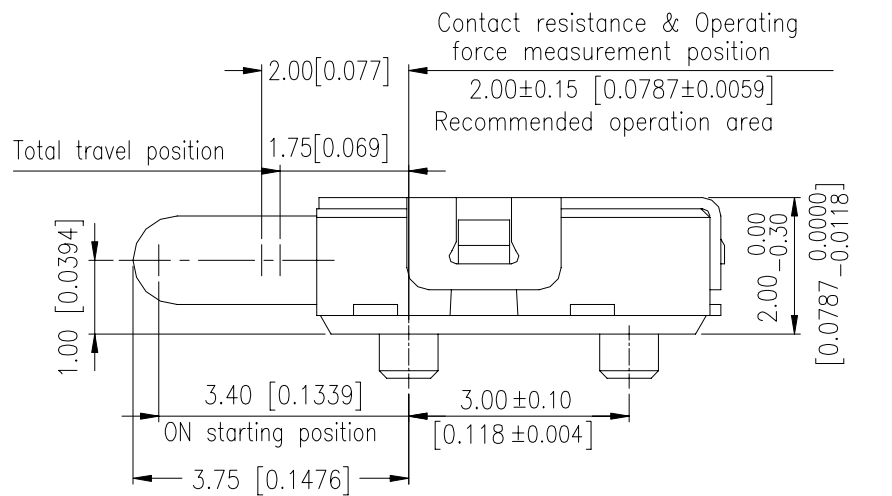 Contact resistance & Operating
force measurement position
2.00[0.077]
2.00±0.15 [0.0787±0.0059]
Recommended operation area
Total travel position
1.75[0.069]
1.00 [0.0394]
2.00 0.00 -0.30
[0.0787 0.0000 -0.0118]
3.40 [0.1339]
ON starting position
3.00±0.10
[0.118±0.004]
3.75 [0.1476]